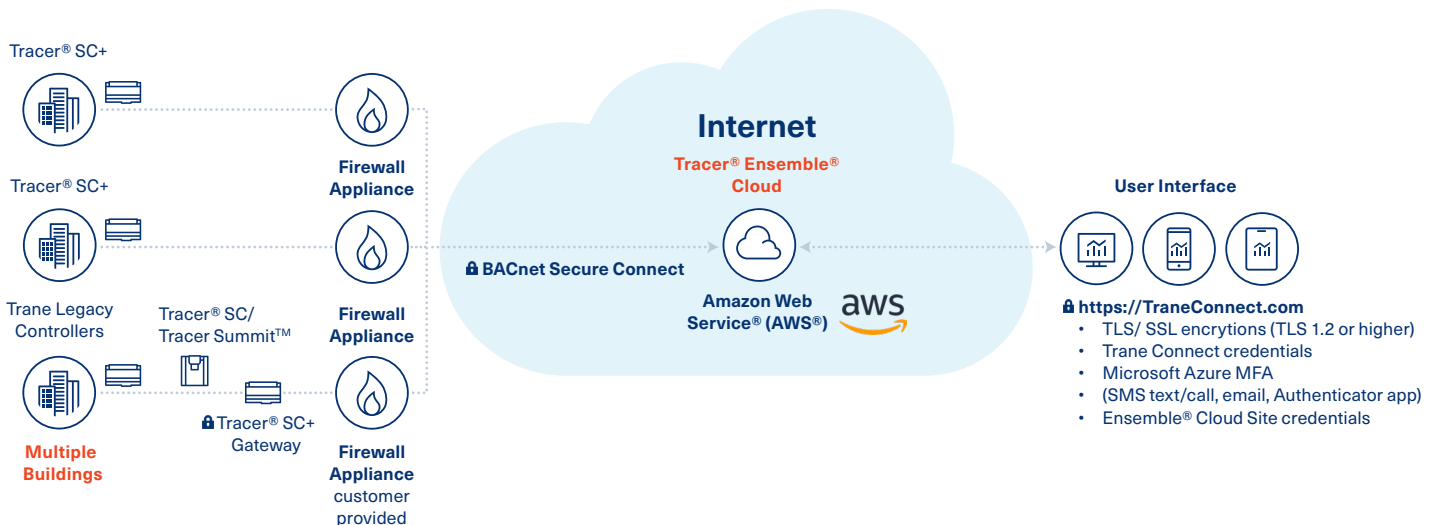 Tracer® SC+
Firewall
Appliance
Tracer® SC+
Firewall
Appliance
Trane Legacy
Controllers
Tracer® SC/
Tracer Summit™
Tracer® SC+
Gateway
Multiple
Buildings
Firewall
Appliance
customer
provided
Internet
Tracer® Ensemble®
Cloud
BACnet Secure Connect
Amazon Web
Service® (AWS®)
aws
User Interface
https://TraneConnect.com
• TLS/ SSL encrytions (TLS 1.2 or higher)
• Trane Connect credentials
• Microsoft Azure MFA
• (SMS text/call, email, Authenticator app)
• Ensemble® Cloud Site credentials